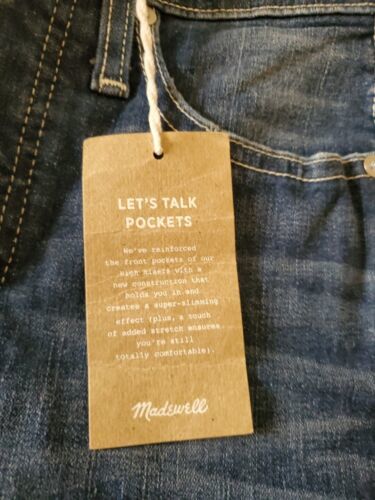 LET'S TALK
POCKETS
We've reinforced
the front pockets of our
High Risers with a
new construction that
holds you in and
creates a super-slimming
effect (plus, a touch
of added stretch ensures
you're still
totally comfortable).
Madewell